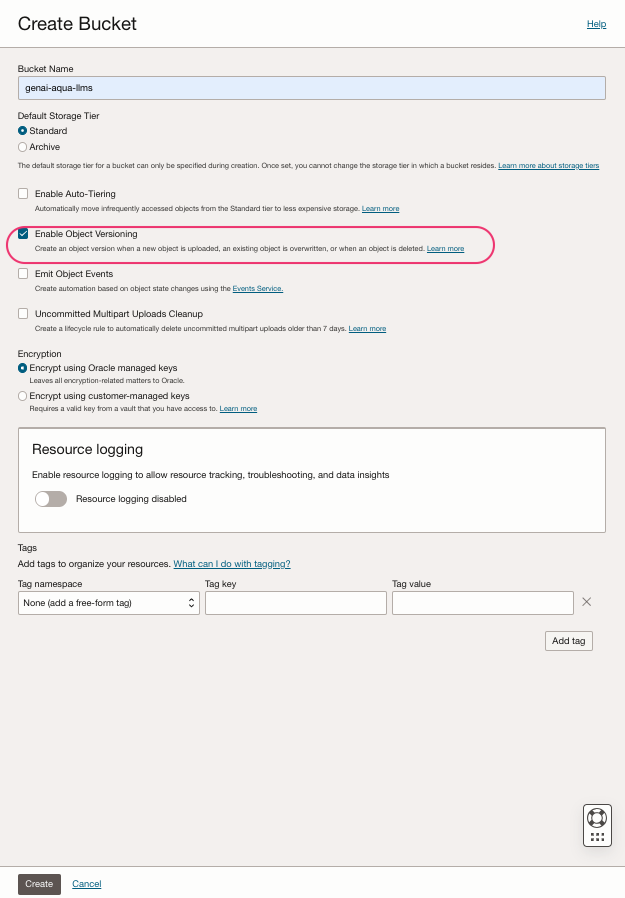 Create Bucket
Help
Bucket Name
genai-aqua-llms
Default Storage Tier
Standard
Archive
The default storage tier for a bucket can only be specified during creation. Once set, you cannot change the storage tier in which a bucket resides. Learn more about storage tiers
Enable Auto-Tiering
Automatically move infrequently accessed objects from the Standard tier to less expensive storage. Learn more
Enable Object Versioning
Create an object version when a new object is uploaded, an existing object is overwritten, or when an object is deleted. Learn more
Emit Object Events
Create automation based on object state changes using the Events Service.
Uncommitted Multipart Uploads Cleanup
Create a lifecycle rule to automatically delete uncommitted multipart uploads older than 7 days. Learn more
Encryption
Encrypt using Oracle managed keys
Leaves all encryption-related matters to Oracle.
Encrypt using customer-managed keys
Requires a valid key from a vault that you have access to. Learn more
Resource logging
Enable resource logging to allow resource tracking, troubleshooting, and data insights
Resource logging disabled
Tags
Add tags to organize your resources. What can I do with tagging?
Tag namespace Tag key Tag value
None (add a free-form tag)
Add tag
Create Cancel